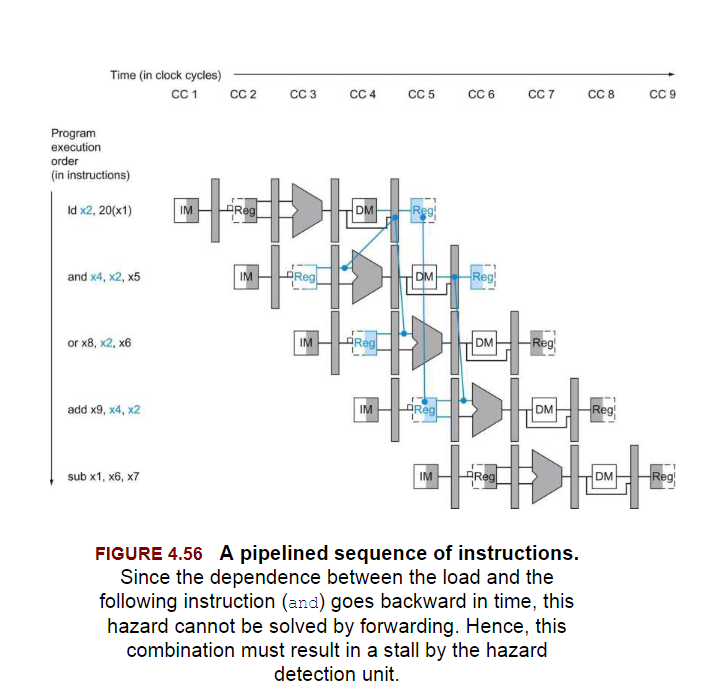 Time (in clock cycles)
CC 1 CC 2 CC 3 CC 4 CC 5 CC 6 CC 7 CC 8 CC 9
Program
execution
order
(in instructions)
ld x2, 20(x1) IM Reg DM Reg
and x4, x2, x5 IM Reg DM Reg
or x8, x2, x6 IM Reg DM Reg
add x9, x4, x2 IM Reg DM Reg
sub x1, x6, x7 IM Reg DM Reg
FIGURE 4.56 A pipelined sequence of instructions.
Since the dependence between the load and the
following instruction (and) goes backward in time, this
hazard cannot be solved by forwarding. Hence, this
combination must result in a stall by the hazard
detection unit.